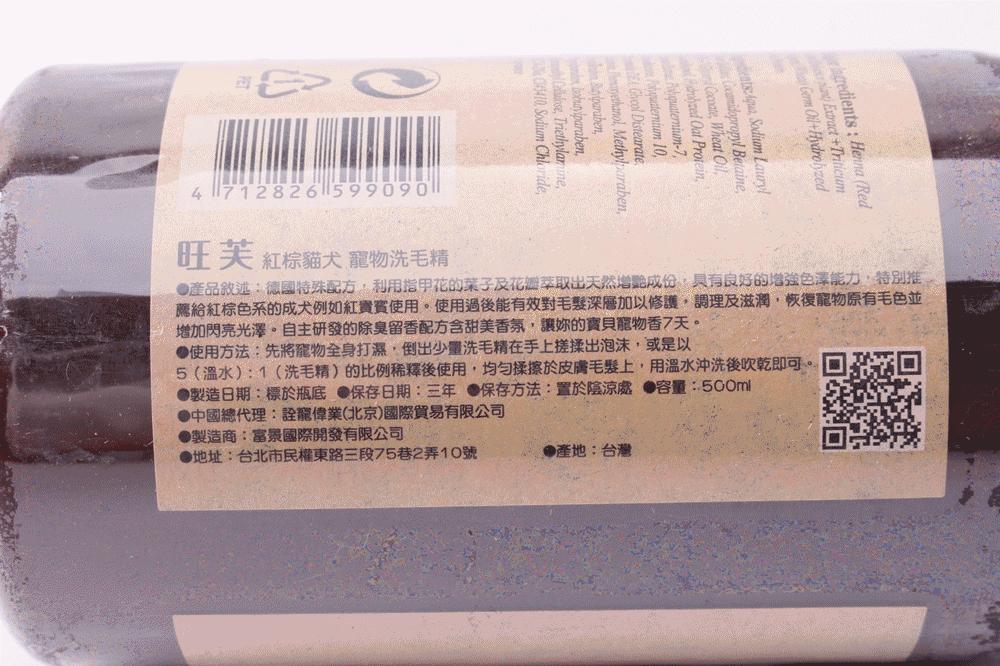 PET
4 712826 599090
旺芙 紅棕貓犬 寵物洗毛精
●產品敘述：德國特殊配方，利用指甲花的葉子及花瓣萃取出天然增艷成份，具有良好的增強色澤能力，特別推
薦給紅棕色系的成犬例如紅貴賓使用。使用過後能有效對毛髮深層加以修護，調理及滋潤，恢復寵物原有毛色並
增加閃亮光澤。自主研發的除臭留香配方含甜美香氛，讓妳的寶貝寵物香7天。
●使用方法：先將寵物全身打濕，倒出少量洗毛精在手上搓揉出泡沫，或是以
5（溫水）:1（洗毛精）的比例稀釋後使用，均勻揉擦於皮膚毛髮上，用溫水沖洗後吹乾即可。
●製造日期：標於瓶底 ●保存日期：三年 ●保存方法：置於陰涼處 ●容量：500ml
●中國總代理：詮寵偉業(北京)國際貿易有限公司
●製造商：富景國際開發有限公司
●地址：台北市民權東路三段75巷2弄10號 ●產地：台灣
ingredients : Henna (Red
Extract + Triticum
Germ Oil + Hydrolyzed
Aqua, Sodium Lauryl
Cocamidopropyl Betaine,
Cocoate, Wheat Oil,
Oat Protein,
Polyquaternium-7,
Polyquaternium 10,
Glycol Distearate,
Methylparaben,
Isobutylparaben,
Triethylamine,
Sodium Chloride,